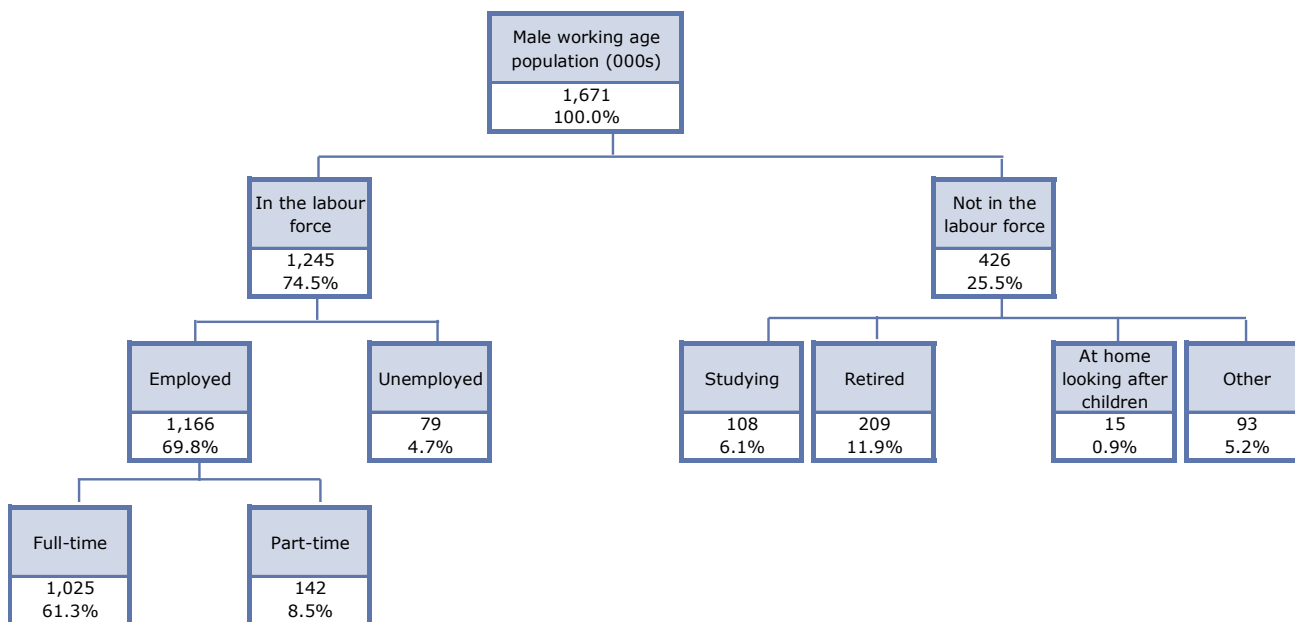 Male working age
population (000s)
1,671
100.0%
In the labour
force
1,245
74.5%
Not in the
labour force
426
25.5%
Employed
1,166
69.8%
Unemployed
79
4.7%
Studying
108
6.1%
Retired
209
11.9%
At home
looking after
children
15
0.9%
Other
93
5.2%
Full-time
1,025
61.3%
Part-time
142
8.5%